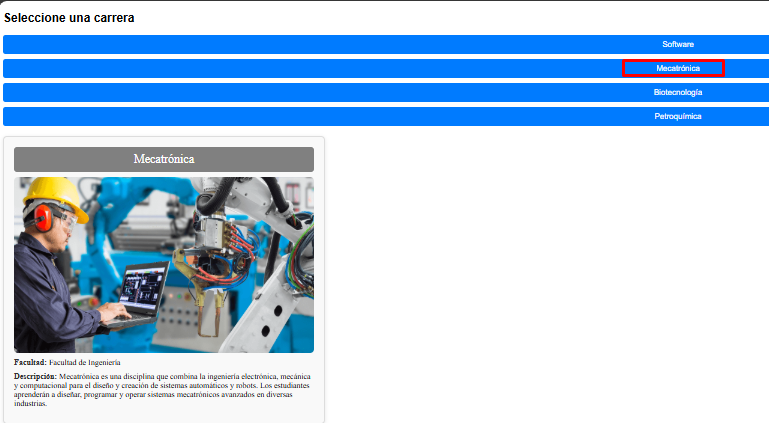 Seleccione una carrera
Software
Mecatrónica
Biotecnología
Petroquímica
Mecatrónica
Facultad: Facultad de Ingeniería
Descripción: Mecatrónica es una disciplina que combina la ingeniería electrónica, mecánica
y computacional para el diseño y creación de sistemas automáticos y robots. Los estudiantes
aprenderán a diseñar, programar y operar sistemas mecatrónicos avanzados en diversas
industrias.